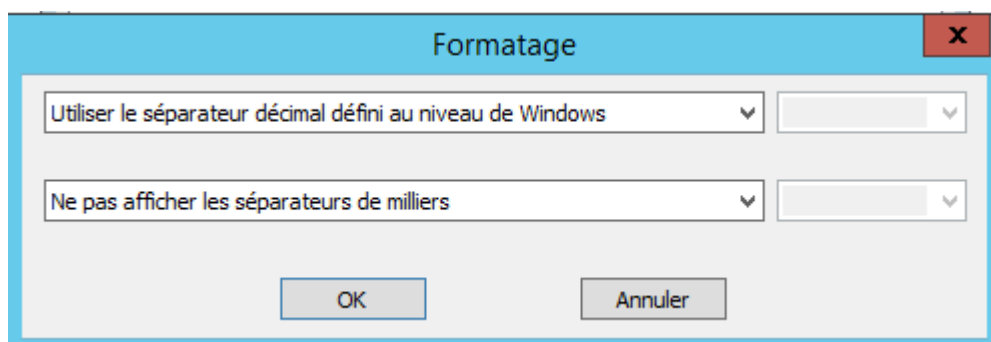 Formatage
x
Utiliser le séparateur décimal défini au niveau de Windows
Ne pas afficher les séparateurs de milliers
OK
Annuler